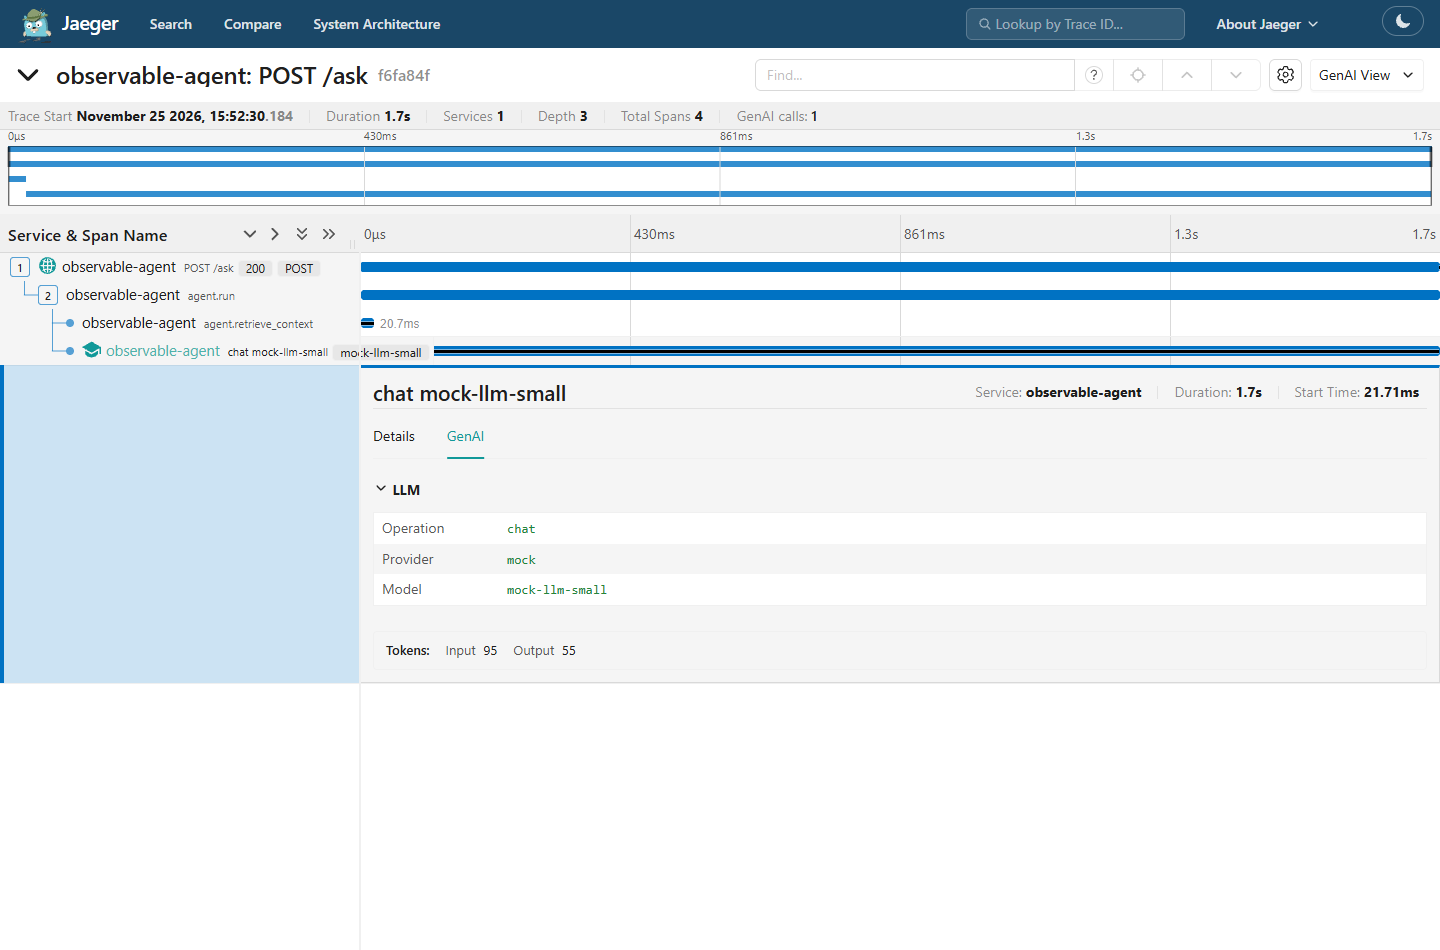 Jaeger Search Compare System Architecture Lookup by Trace ID... About Jaeger
observable-agent: POST /ask f6fa84f Find... ? GenAI View
Trace Start November 25 2026, 15:52:30.184 Duration 1.7s Services 1 Depth 3 Total Spans 4 GenAI calls: 1
0µs 430ms 861ms 1.3s 1.7s
Service & Span Name 0µs 430ms 861ms 1.3s 1.7s
1 observable-agent POST /ask 200 POST
2 observable-agent agent.run
observable-agent agent.retrieve_context 20.7ms
observable-agent chat mock-llm-small mock-llm-small
chat mock-llm-small Service: observable-agent Duration: 1.7s Start Time: 21.71ms
Details GenAI
LLM
Operation chat
Provider mock
Model mock-llm-small
Tokens: Input 95 Output 55